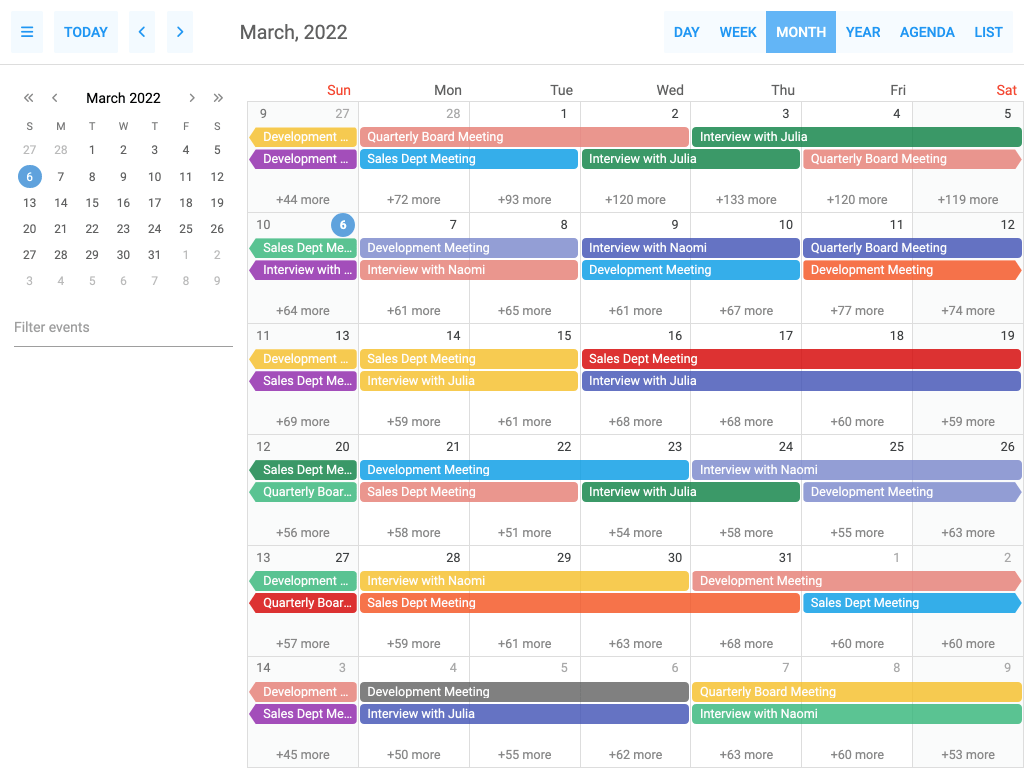 TODAY
March, 2022
DAY WEEK MONTH YEAR AGENDA LIST
March 2022
S M T W T F S
27 28 1 2 3 4 5
6 7 8 9 10 11 12
13 14 15 16 17 18 19
20 21 22 23 24 25 26
27 28 29 30 31 1 2
3 4 5 6 7 8 9
Filter events
Sun Mon Tue Wed Thu Fri Sat
9 27 28 1 2 3 4 5
Development ... Quarterly Board Meeting Interview with Julia
Development ... Sales Dept Meeting Interview with Julia Quarterly Board Meeting
+44 more +72 more +93 more +120 more +133 more +120 more +119 more
10 6 7 8 9 10 11 12
Sales Dept Me... Development Meeting Interview with Naomi Quarterly Board Meeting
Interview with ... Interview with Naomi Development Meeting Development Meeting
+64 more +61 more +65 more +61 more +67 more +77 more +74 more
11 13 14 15 16 17 18 19
Development ... Sales Dept Meeting Sales Dept Meeting
Sales Dept Me... Interview with Julia Interview with Julia
+69 more +59 more +61 more +68 more +68 more +60 more +59 more
12 20 21 22 23 24 25 26
Sales Dept Me... Development Meeting Interview with Naomi
Quarterly Boar... Sales Dept Meeting Interview with Julia Development Meeting
+56 more +58 more +51 more +54 more +58 more +55 more +63 more
13 27 28 29 30 31 1 2
Development ... Interview with Naomi Development Meeting
Quarterly Boar... Sales Dept Meeting Sales Dept Meeting
+57 more +59 more +61 more +63 more +68 more +60 more +60 more
14 3 4 5 6 7 8 9
Development ... Development Meeting Quarterly Board Meeting
Sales Dept Me... Interview with Julia Interview with Naomi
+45 more +50 more +55 more +62 more +63 more +60 more +53 more